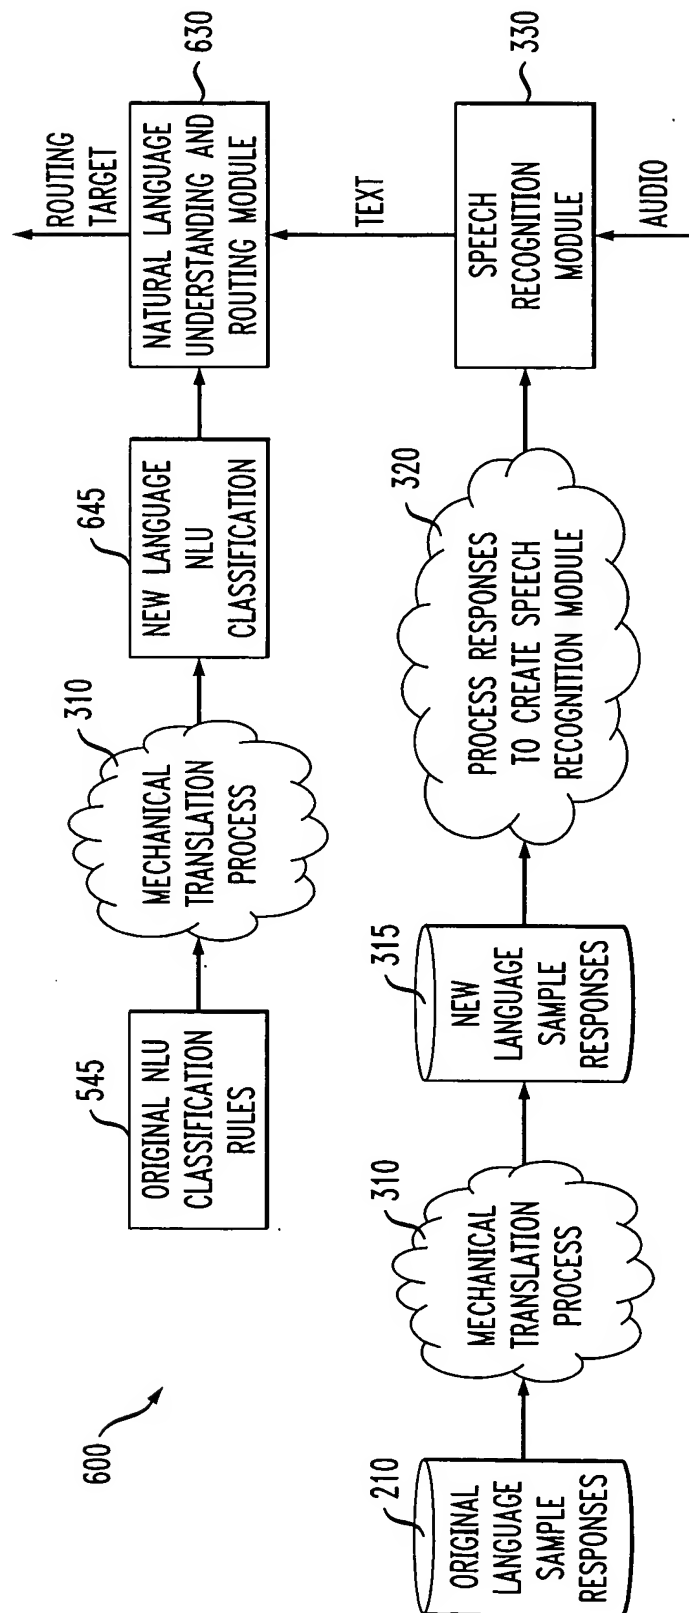 600
545
ORIGINAL NLU
CLASSIFICATION
RULES
310
MECHANICAL
TRANSLATION
PROCESS
645
NEW LANGUAGE
NLU
CLASSIFICATION
ROUTING
TARGET
NATURAL LANGUAGE
UNDERSTANDING AND
ROUTING MODULE
630
TEXT
210
ORIGINAL
LANGUAGE
SAMPLE
RESPONSES
310
MECHANICAL
TRANSLATION
PROCESS
315
NEW
LANGUAGE
SAMPLE
RESPONSES
320
PROCESS RESPONSES
TO CREATE SPEECH
RECOGNITION MODULE
SPEECH
RECOGNITION
MODULE
330
AUDIO